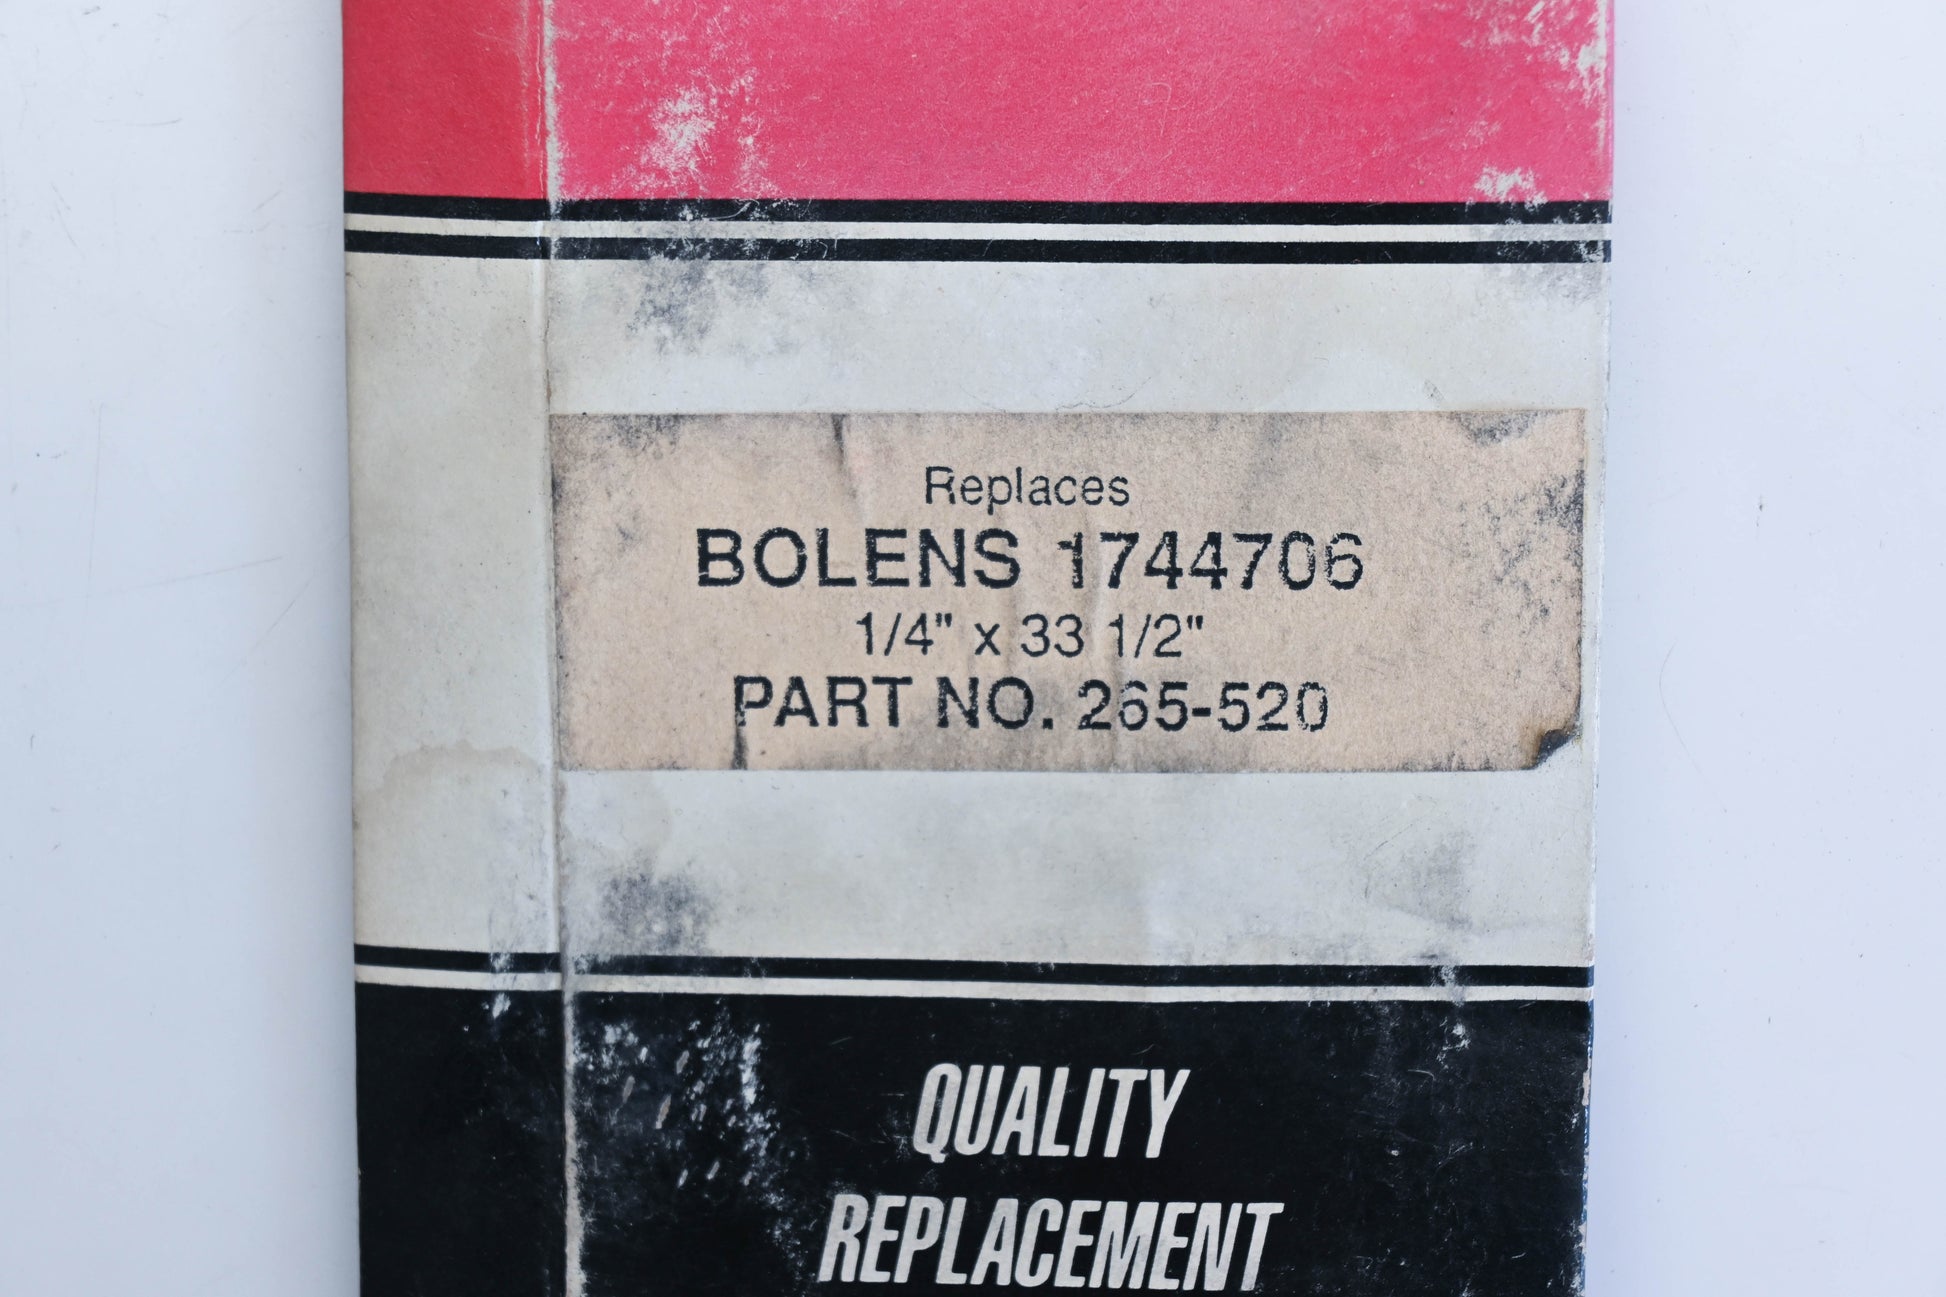 Replaces
BOLENS 1744706
1/4" x 33 1/2"
PART NO. 265-520
QUALITY
REPLACEMENT